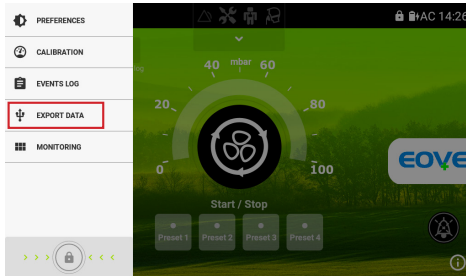 PREFERENCES
CALIBRATION
EVENTS LOG
EXPORT DATA
MONITORING
AC 14:26
40 mbar 60
20 80
0 100
Start / Stop
Preset 1 Preset 2 Preset 3 Preset 4
EOVE